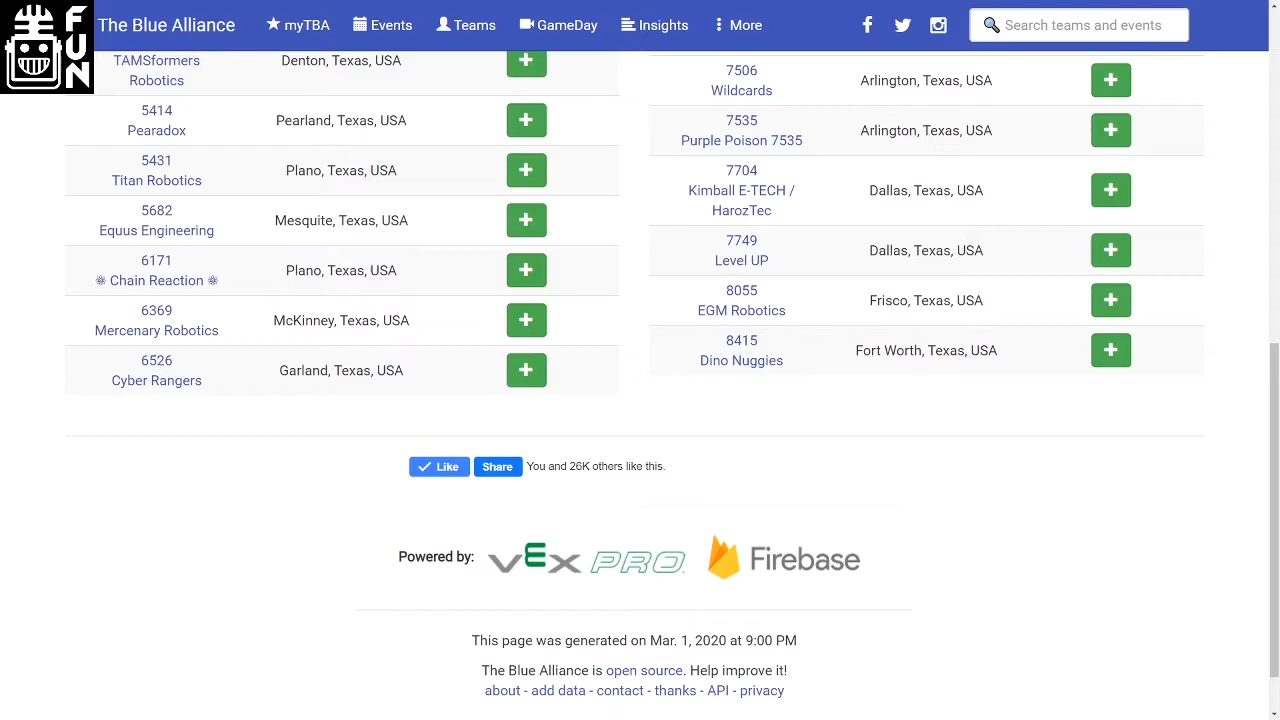 FUN
The Blue Alliance myTBA Events Teams GameDay Insights
Search teams and events
TAMSformers
Robotics
Denton, Texas, USA
5414
Pearadox
Pearland, Texas, USA
5431
Titan Robotics
Plano, Texas, USA
5682
Equus Engineering
Mesquite, Texas, USA
6171
⚛ Chain Reaction ⚛
Plano, Texas, USA
6369
Mercenary Robotics
McKinney, Texas, USA
6526
Cyber Rangers
Garland, Texas, USA
7506
Wildcards
Arlington, Texas, USA
7535
Purple Poison 7535
Arlington, Texas, USA
7704
Kimball E-TECH /
HarozTec
Dallas, Texas, USA
7749
Level UP
Dallas, Texas, USA
8055
EGM Robotics
Frisco, Texas, USA
8415
Dino Nuggies
Fort Worth, Texas, USA
Like Share You and 26K others like this.
Powered by: VEX PRO Firebase
This page was generated on Mar. 1, 2020 at 9:00 PM
The Blue Alliance is open source. Help improve it!
about - add data - contact - thanks - API - privacy